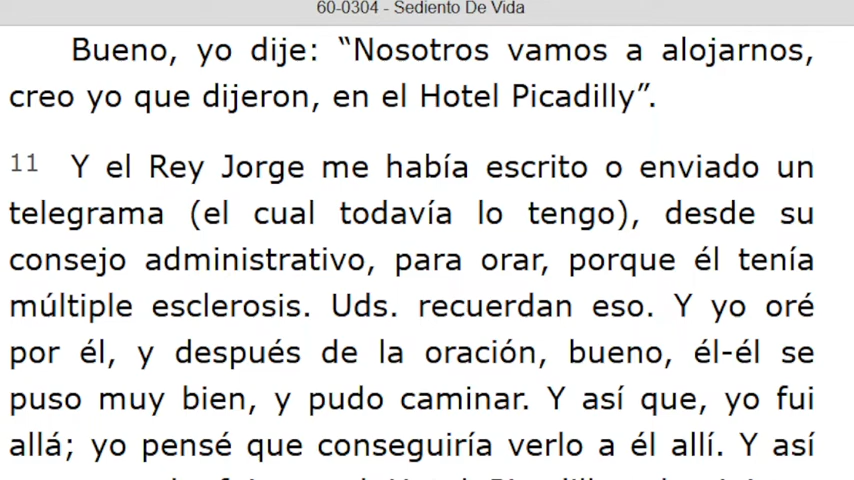 60-0304 - Sediento De Vida
Bueno, yo dije: “Nosotros vamos a alojarnos,
creo yo que dijeron, en el Hotel Picadilly”.
11 Y el Rey Jorge me había escrito o enviado un
telegrama (el cual todavía lo tengo), desde su
consejo administrativo, para orar, porque él tenía
múltiple esclerosis. Uds. recuerdan eso. Y yo oré
por él, y después de la oración, bueno, él-él se
puso muy bien, y pudo caminar. Y así que, yo fui
allá; yo pensé que conseguiría verlo a él allí. Y así